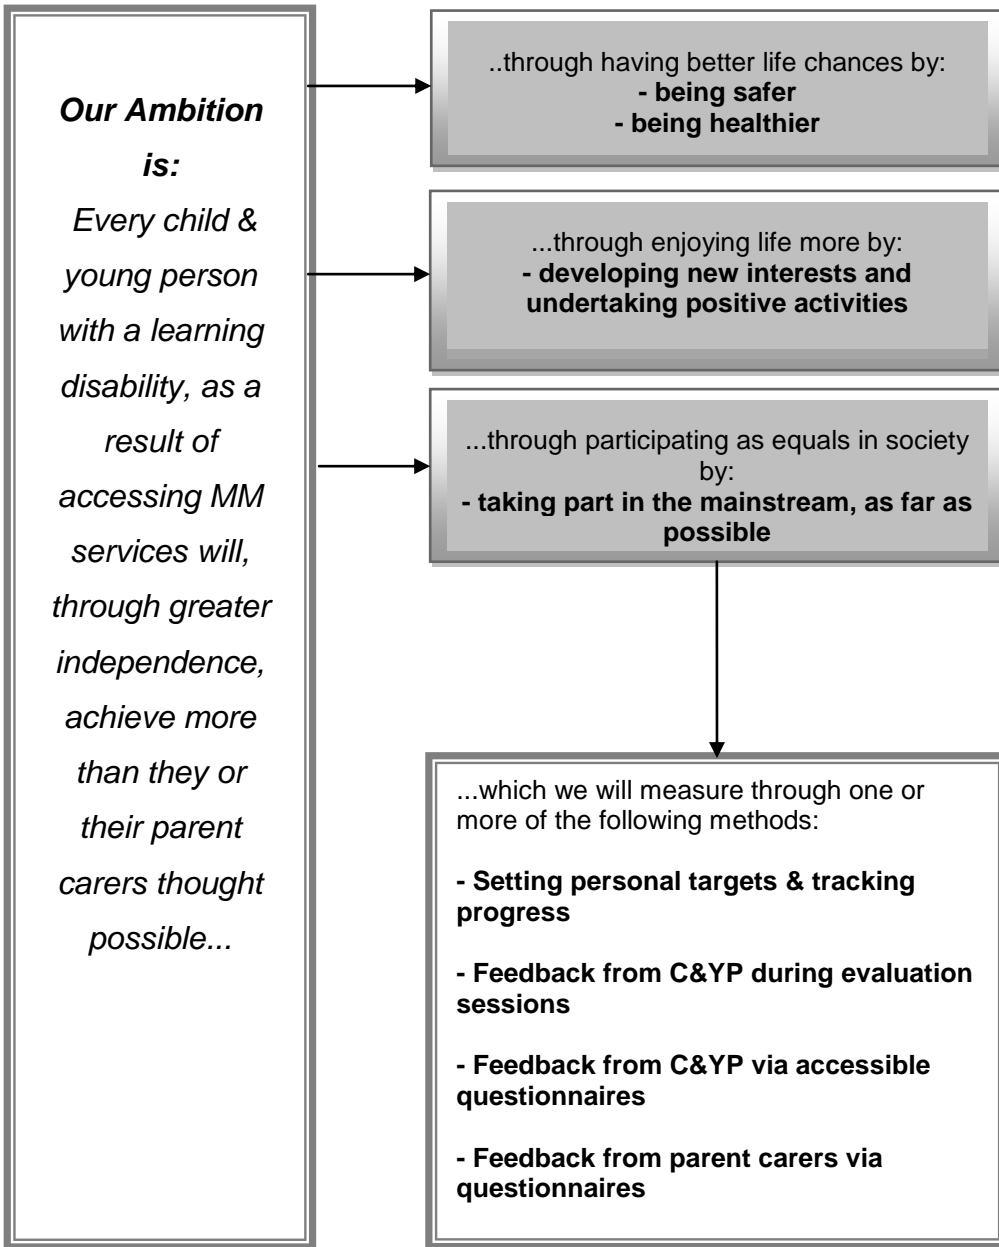 Our Ambition
is:
Every child &
young person
with a learning
disability, as a
result of
accessing MM
services will,
through greater
independence,
achieve more
than they or
their parent
carers thought
possible...
..through having better life chances by:
- being safer
- being healthier
...through enjoying life more by:
- developing new interests and
undertaking positive activities
...through participating as equals in society
by:
- taking part in the mainstream, as far as
possible
...which we will measure through one or
more of the following methods:
- Setting personal targets & tracking
progress
- Feedback from C&YP during evaluation
sessions
- Feedback from C&YP via accessible
questionnaires
- Feedback from parent carers via
questionnaires